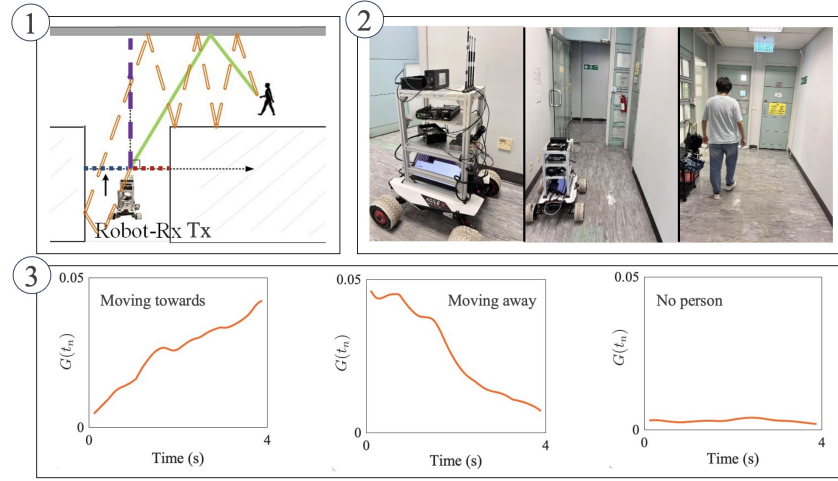 1
Robot-Rx Tx
2
3
0.05
G(tₙ)
0
Moving towards
0
4
Time (s)
0.05
G(tₙ)
0
Moving away
0
4
Time (s)
0.05
G(tₙ)
0
No person
0
4
Time (s)